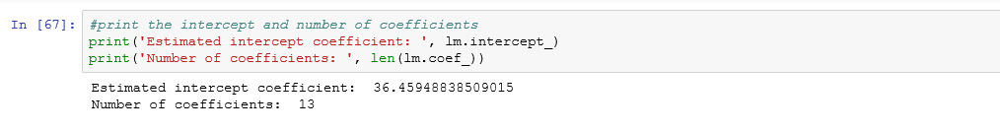 In [67]: #print the intercept and number of coefficients
print('Estimated intercept coefficient: ', lm.intercept_)
print('Number of coefficients: ', len(lm.coef_))
Estimated intercept coefficient:  36.45948838509015
Number of coefficients:  13